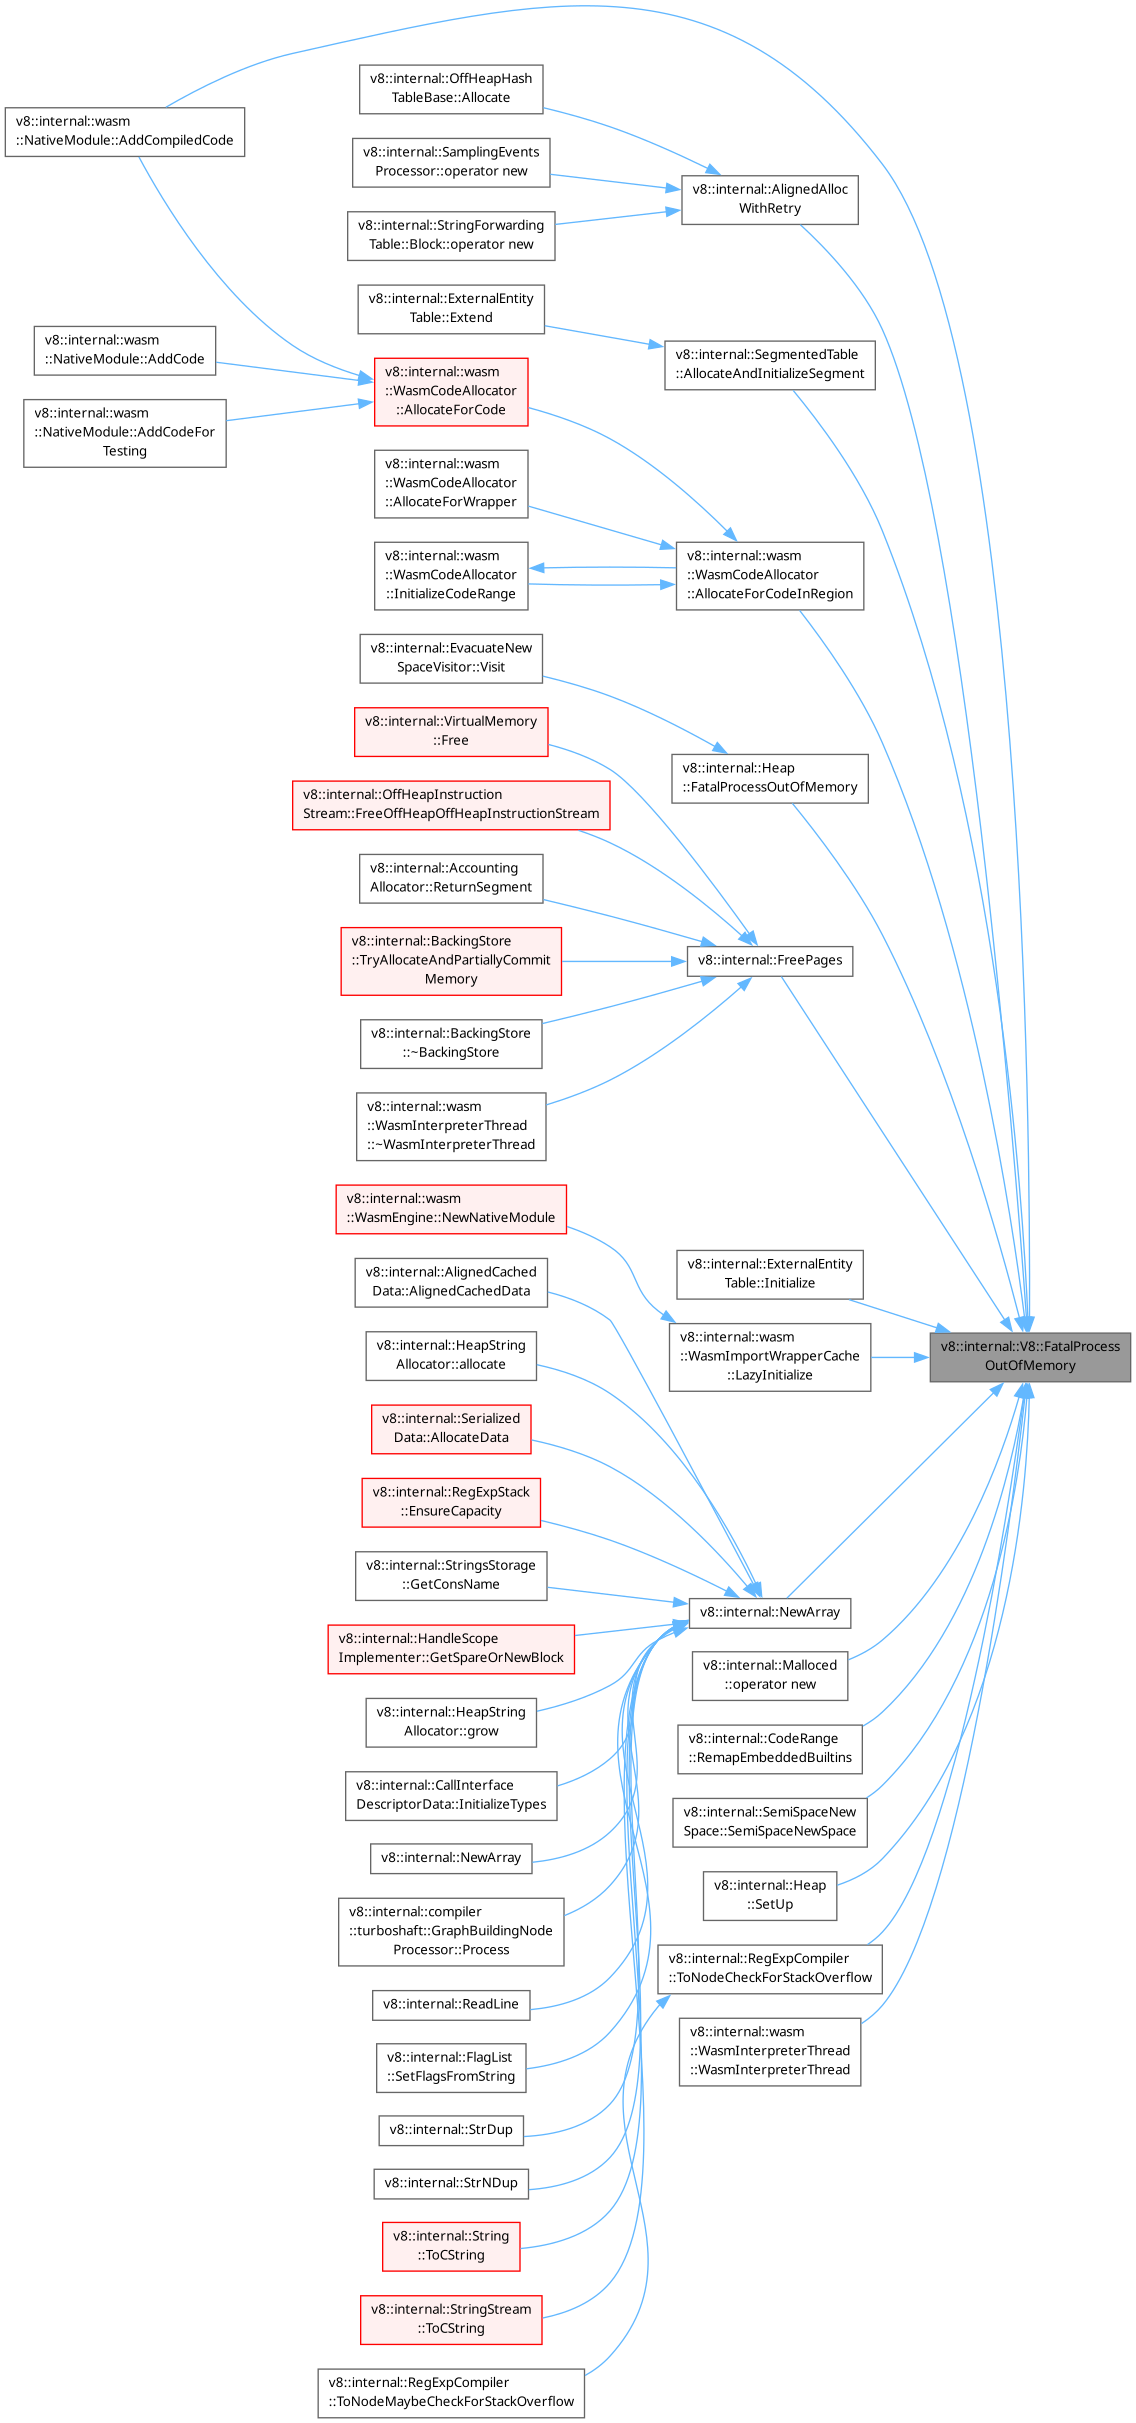 v8::internal::wasm
::NativeModule::AddCompiledCode
v8::internal::wasm
::NativeModule::AddCode
v8::internal::wasm
::NativeModule::AddCodeFor
Testing
v8::internal::OffHeapHash
TableBase::Allocate
v8::internal::SamplingEvents
Processor::operator new
v8::internal::StringForwarding
Table::Block::operator new
v8::internal::ExternalEntity
Table::Extend
v8::internal::wasm
::WasmCodeAllocator
::AllocateForCode
v8::internal::wasm
::WasmCodeAllocator
::AllocateForWrapper
v8::internal::wasm
::WasmCodeAllocator
::InitializeCodeRange
v8::internal::EvacuateNew
SpaceVisitor::Visit
v8::internal::VirtualMemory
::Free
v8::internal::OffHeapInstruction
Stream::FreeOffHeapOffHeapInstructionStream
v8::internal::Accounting
Allocator::ReturnSegment
v8::internal::BackingStore
::TryAllocateAndPartiallyCommit
Memory
v8::internal::BackingStore
::~BackingStore
v8::internal::wasm
::WasmInterpreterThread
::~WasmInterpreterThread
v8::internal::wasm
::WasmEngine::NewNativeModule
v8::internal::AlignedCached
Data::AlignedCachedData
v8::internal::HeapString
Allocator::allocate
v8::internal::Serialized
Data::AllocateData
v8::internal::RegExpStack
::EnsureCapacity
v8::internal::StringsStorage
::GetConsName
v8::internal::HandleScope
Implementer::GetSpareOrNewBlock
v8::internal::HeapString
Allocator::grow
v8::internal::CallInterface
DescriptorData::InitializeTypes
v8::internal::NewArray
v8::internal::compiler
::turboshaft::GraphBuildingNode
Processor::Process
v8::internal::ReadLine
v8::internal::FlagList
::SetFlagsFromString
v8::internal::StrDup
v8::internal::StrNDup
v8::internal::String
::ToCString
v8::internal::StringStream
::ToCString
v8::internal::RegExpCompiler
::ToNodeMaybeCheckForStackOverflow
v8::internal::AlignedAlloc
WithRetry
v8::internal::SegmentedTable
::AllocateAndInitializeSegment
v8::internal::wasm
::WasmCodeAllocator
::AllocateForCodeInRegion
v8::internal::Heap
::FatalProcessOutOfMemory
v8::internal::FreePages
v8::internal::ExternalEntity
Table::Initialize
v8::internal::wasm
::WasmImportWrapperCache
::LazyInitialize
v8::internal::NewArray
v8::internal::Malloced
::operator new
v8::internal::CodeRange
::RemapEmbeddedBuiltins
v8::internal::SemiSpaceNew
Space::SemiSpaceNewSpace
v8::internal::Heap
::SetUp
v8::internal::RegExpCompiler
::ToNodeCheckForStackOverflow
v8::internal::wasm
::WasmInterpreterThread
::WasmInterpreterThread
v8::internal::V8::FatalProcess
OutOfMemory